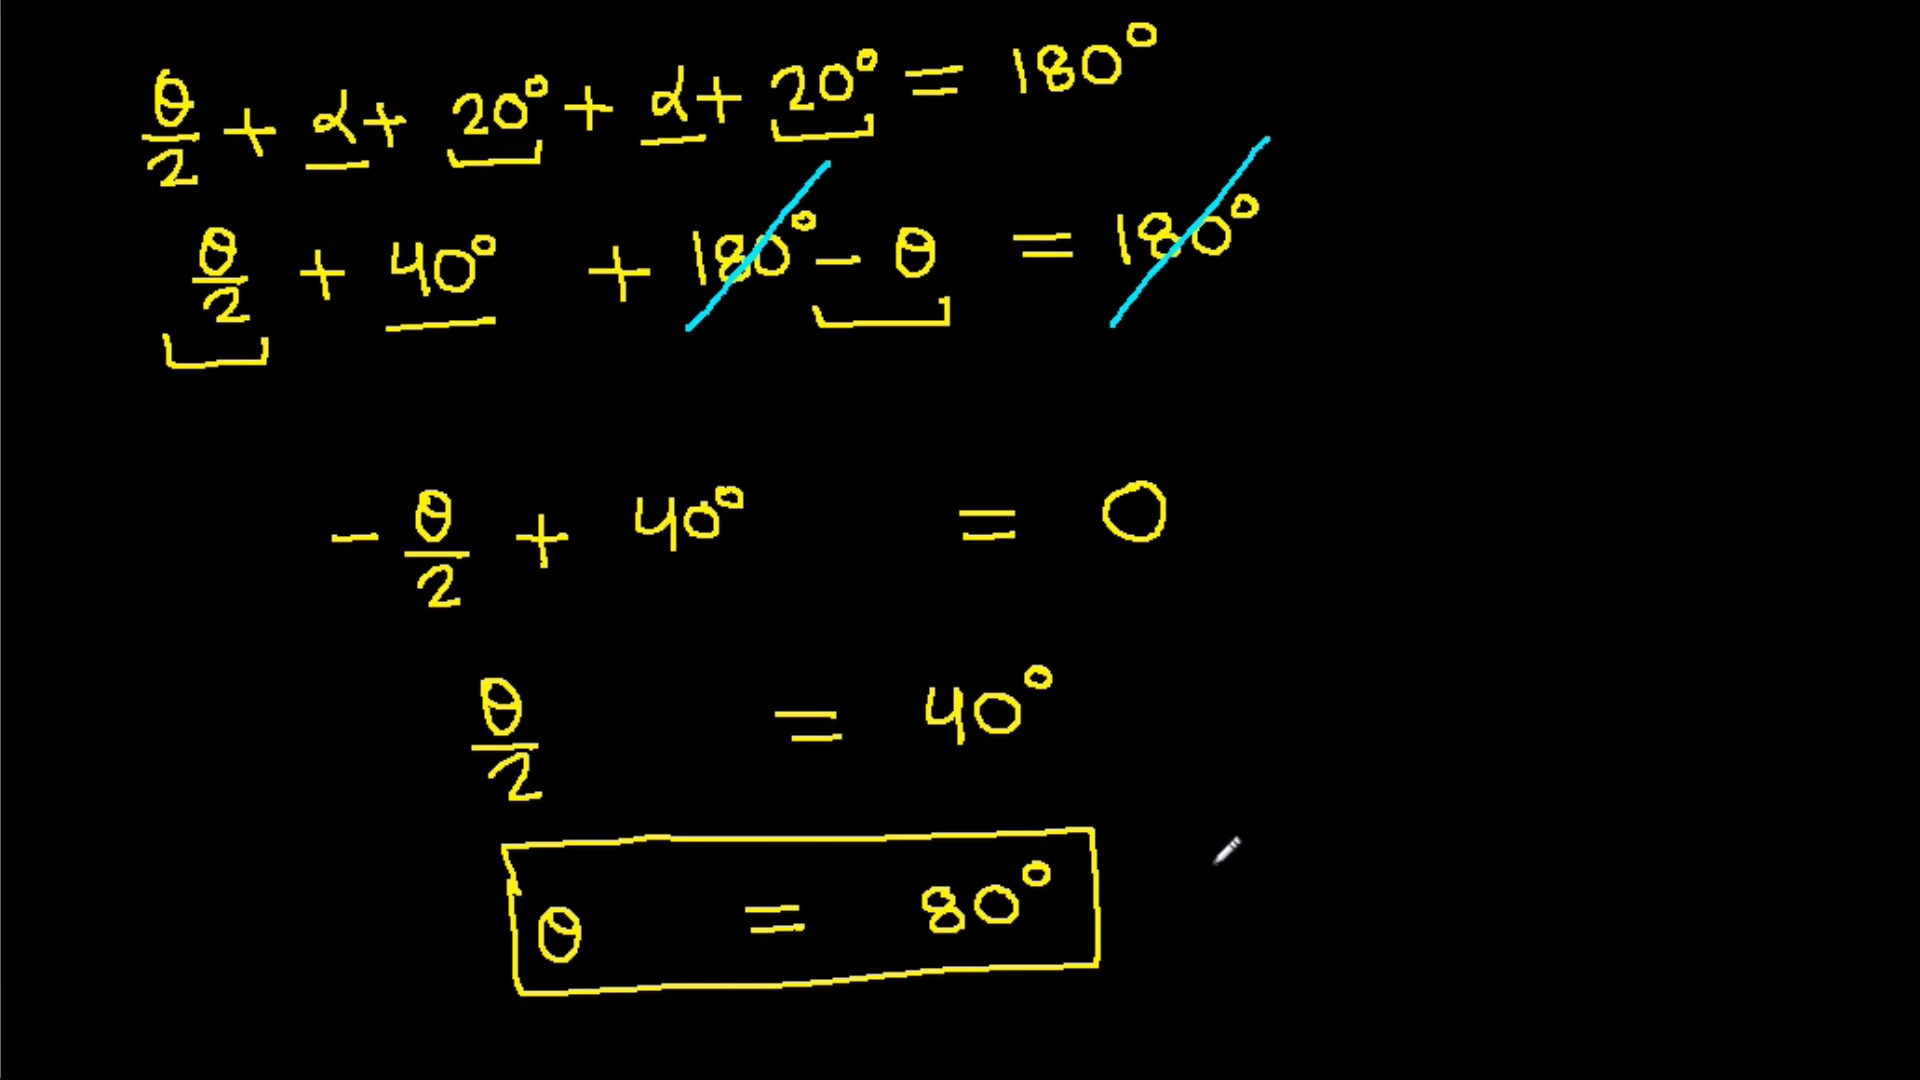 θ/2 + α + 20° + α + 20° = 180°
θ/2 + 40° + 180° - θ = 180°
- θ/2 + 40° = 0
θ/2 = 40°
θ = 80°